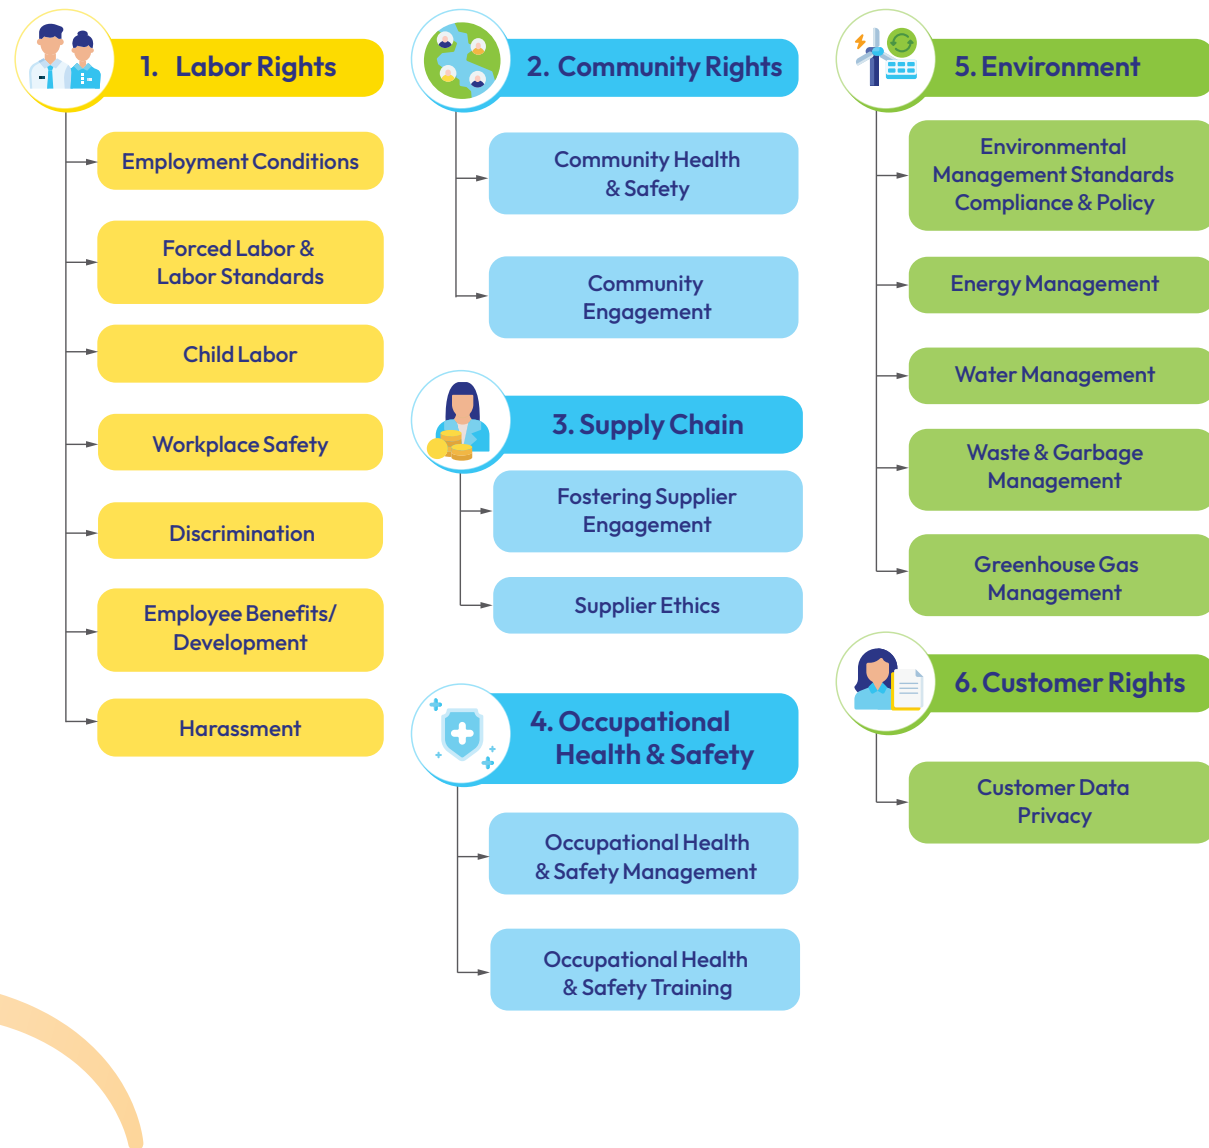 1. Labor Rights
Employment Conditions
Forced Labor &
Labor Standards
Child Labor
Workplace Safety
Discrimination
Employee Benefits/
Development
Harassment
2. Community Rights
Community Health
& Safety
Community
Engagement
3. Supply Chain
Fostering Supplier
Engagement
Supplier Ethics
4. Occupational
Health & Safety
Occupational Health
& Safety Management
Occupational Health
& Safety Training
5. Environment
Environmental
Management Standards
Compliance & Policy
Energy Management
Water Management
Waste & Garbage
Management
Greenhouse Gas
Management
6. Customer Rights
Customer Data
Privacy